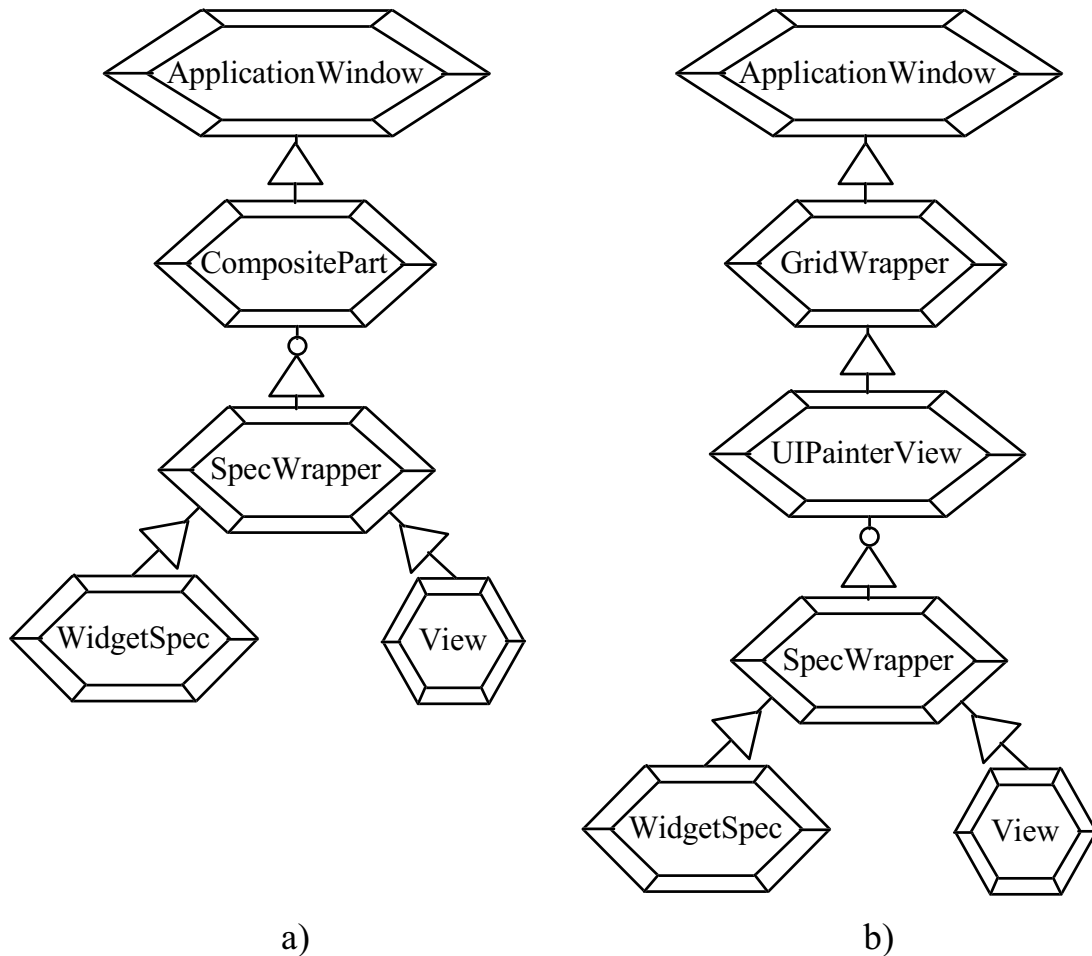 ApplicationWindow
CompositePart
SpecWrapper
WidgetSpec
View
a)
ApplicationWindow
GridWrapper
UIPainterView
SpecWrapper
WidgetSpec
View
b)